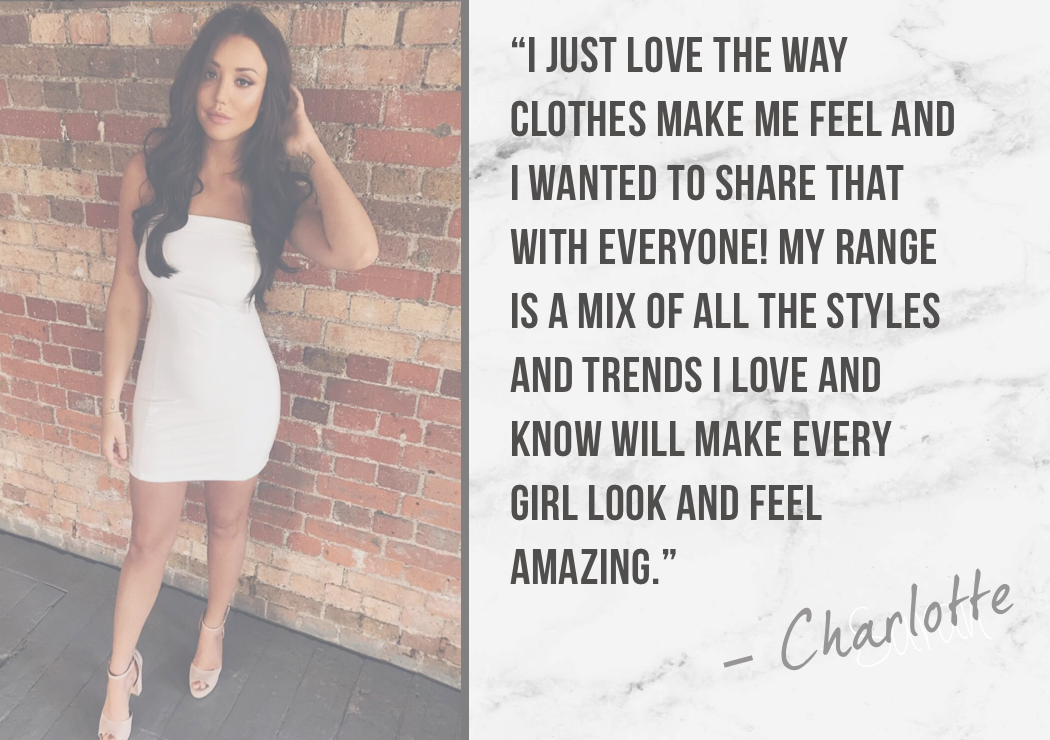 “I JUST LOVE THE WAY
CLOTHES MAKE ME FEEL AND
I WANTED TO SHARE THAT
WITH EVERYONE! MY RANGE
IS A MIX OF ALL THE STYLES
AND TRENDS I LOVE AND
KNOW WILL MAKE EVERY
GIRL LOOK AND FEEL
AMAZING.”
– Charlotte